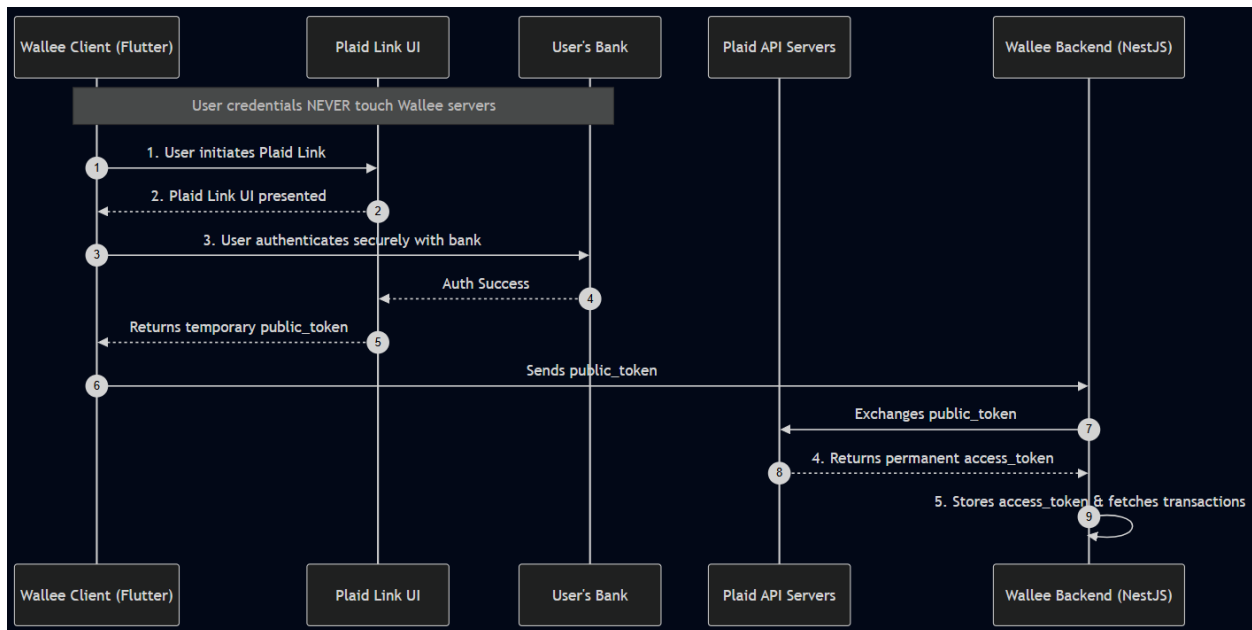 Wallee Client (Flutter)
Plaid Link UI
User's Bank
Plaid API Servers
Wallee Backend (NestJS)
User credentials NEVER touch Wallee servers
1. User initiates Plaid Link
1
2. Plaid Link UI presented
2
3. User authenticates securely with bank
3
Auth Success
4
Returns temporary public_token
5
Sends public_token
6
Exchanges public_token
7
4. Returns permanent access_token
8
5. Stores access_token & fetches transactions
9
Wallee Client (Flutter)
Plaid Link UI
User's Bank
Plaid API Servers
Wallee Backend (NestJS)